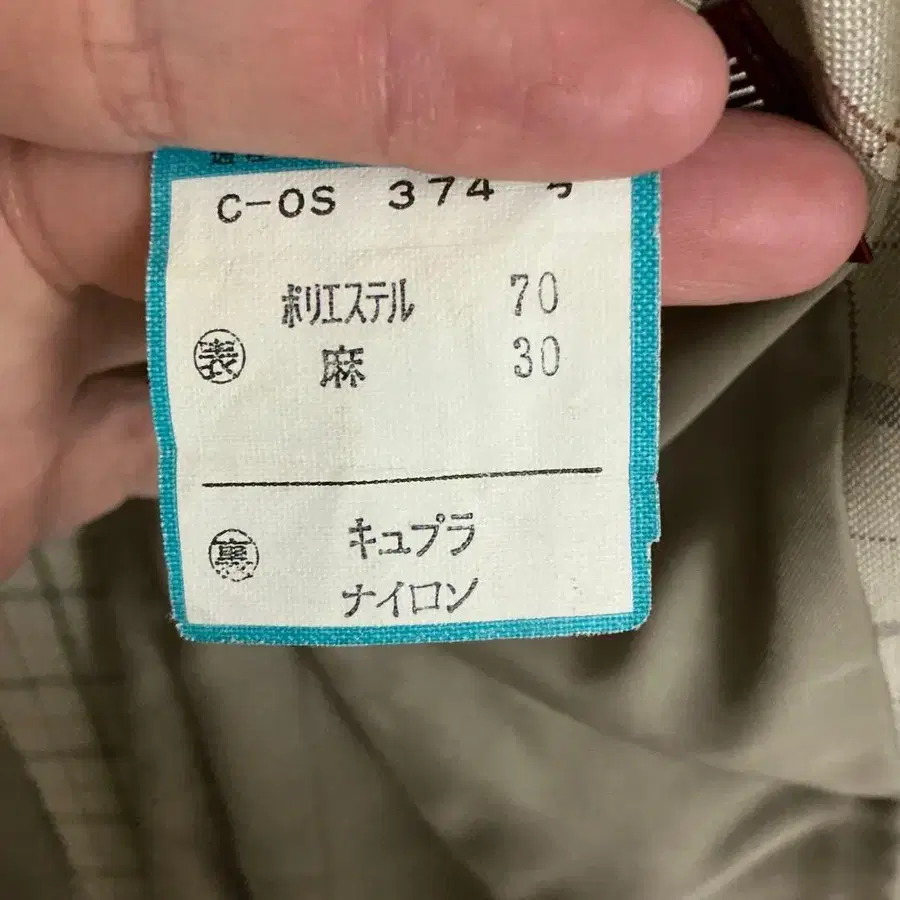 C-OS 374 号
ポリエステル 70
表 麻 30
裏 キュプラ
ナイロン